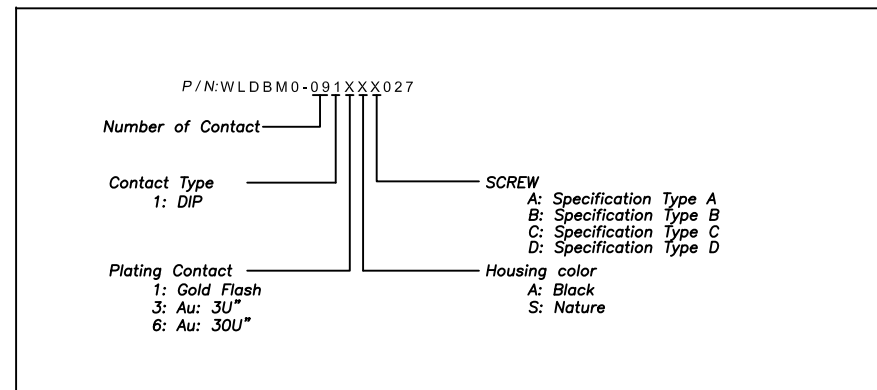 P/N:WLDBM0-091XXX027
Number of Contact
Contact Type
1: DIP
Plating Contact
1: Gold Flash
3: Au: 3U"
6: Au: 30U"
SCREW
A: Specification Type A
B: Specification Type B
C: Specification Type C
D: Specification Type D
Housing color
A: Black
S: Nature